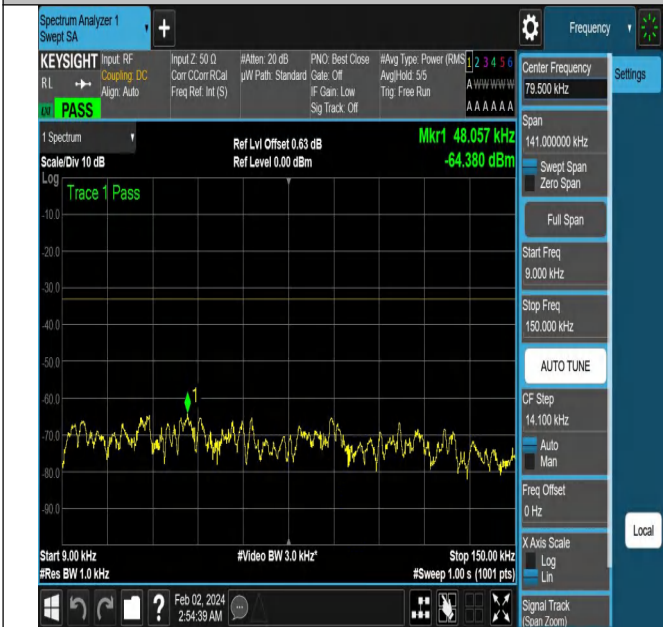 Spectrum Analyzer 1
Swept SA
Frequency
KEYSIGHT
RL
PASS
Input: RF
Coupling: DC
Align: Auto
Input Z: 50 Ω
Corr CCorr RCal
Freq Ref: Int (S)
#Atten: 20 dB
µW Path: Standard
PNO: Best Close
Gate: Off
IF Gain: Low
Sig Track: Off
#Avg Type: Power (RMS
Avg|Hold: 5/5
Trig: Free Run
1 2 3 4 5 6
A W W W W W
A A A A A A
Settings
1 Spectrum
Scale/Div 10 dB
Ref Lvl Offset 0.63 dB
Ref Level 0.00 dBm
Mkr1 48.057 kHz
-64.380 dBm
Log
Trace 1 Pass
-10.0
-20.0
-30.0
-40.0
-50.0
-60.0
-70.0
-80.0
-90.0
1
Start 9.00 kHz
#Res BW 1.0 kHz
#Video BW 3.0 kHz*
Stop 150.00 kHz
#Sweep 1.00 s (1001 pts)
Center Frequency
79.500 kHz
Span
141.000000 kHz
Swept Span
Zero Span
Full Span
Start Freq
9.000 kHz
Stop Freq
150.000 kHz
AUTO TUNE
CF Step
14.100 kHz
Auto
Man
Freq Offset
0 Hz
X Axis Scale
Log
Lin
Signal Track
(Span Zoom)
Local
?
Feb 02, 2024
2:54:39 AM